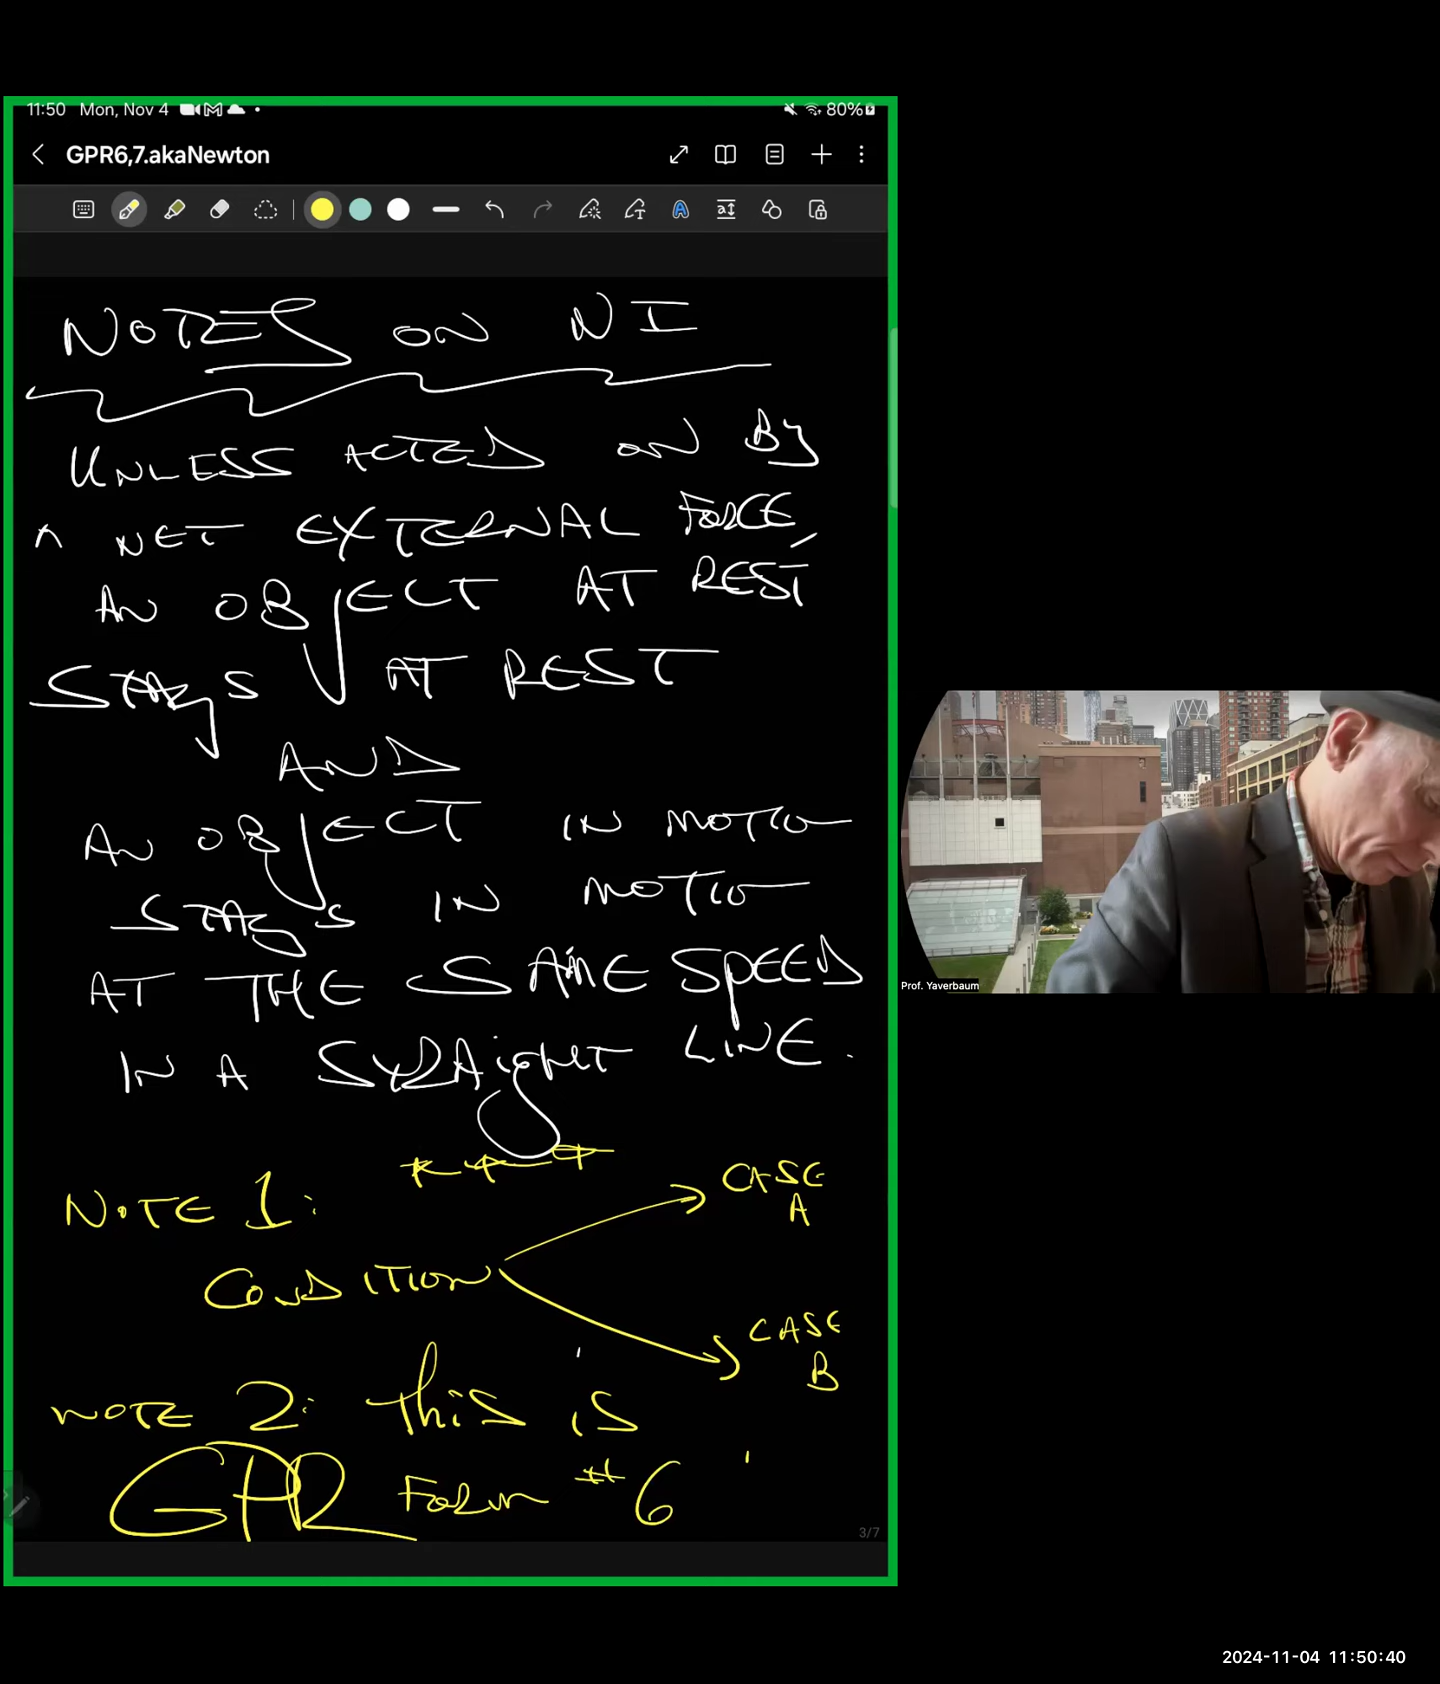 11:50 Mon, Nov 4
80%
GPR6,7.akaNewton
NOTES ON NI
UNLESS ACTED ON BY
A NET EXTERNAL FORCE,
AN OBJECT AT REST
STAYS AT REST
AND
AN OBJECT IN MOTION
STAYS IN MOTION
AT THE SAME SPEED
IN A STRAIGHT LINE.
NOTE 1:
CASE
A
CONDITION
CASE
B
NOTE 2: This is
GPR FORM #6
3/7
Prof. Yaverbaum
2024-11-04 11:50:40